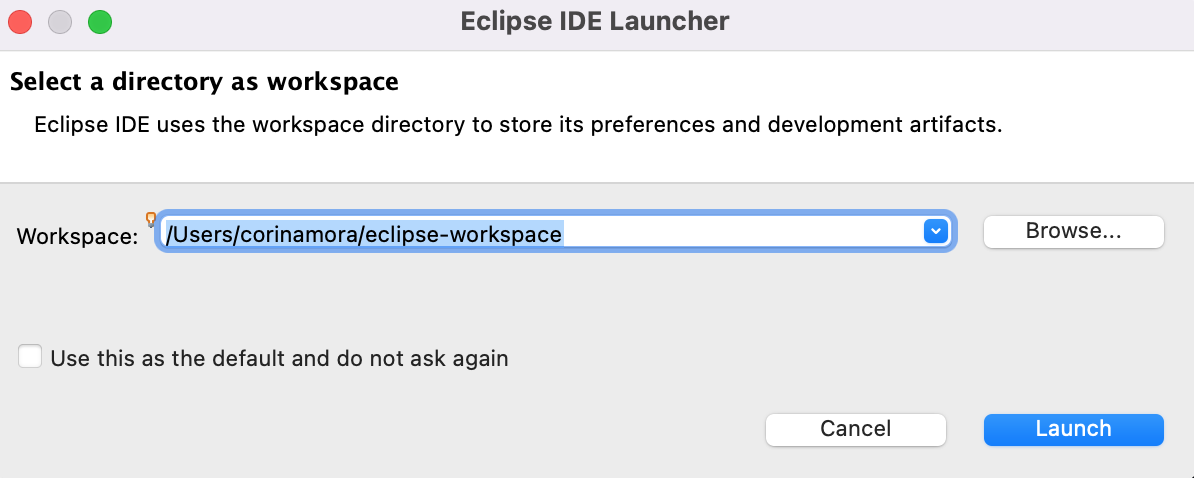 Eclipse IDE Launcher
Select a directory as workspace
Eclipse IDE uses the workspace directory to store its preferences and development artifacts.
Workspace: /Users/corinamora/eclipse-workspace Browse...
Use this as the default and do not ask again
Cancel Launch